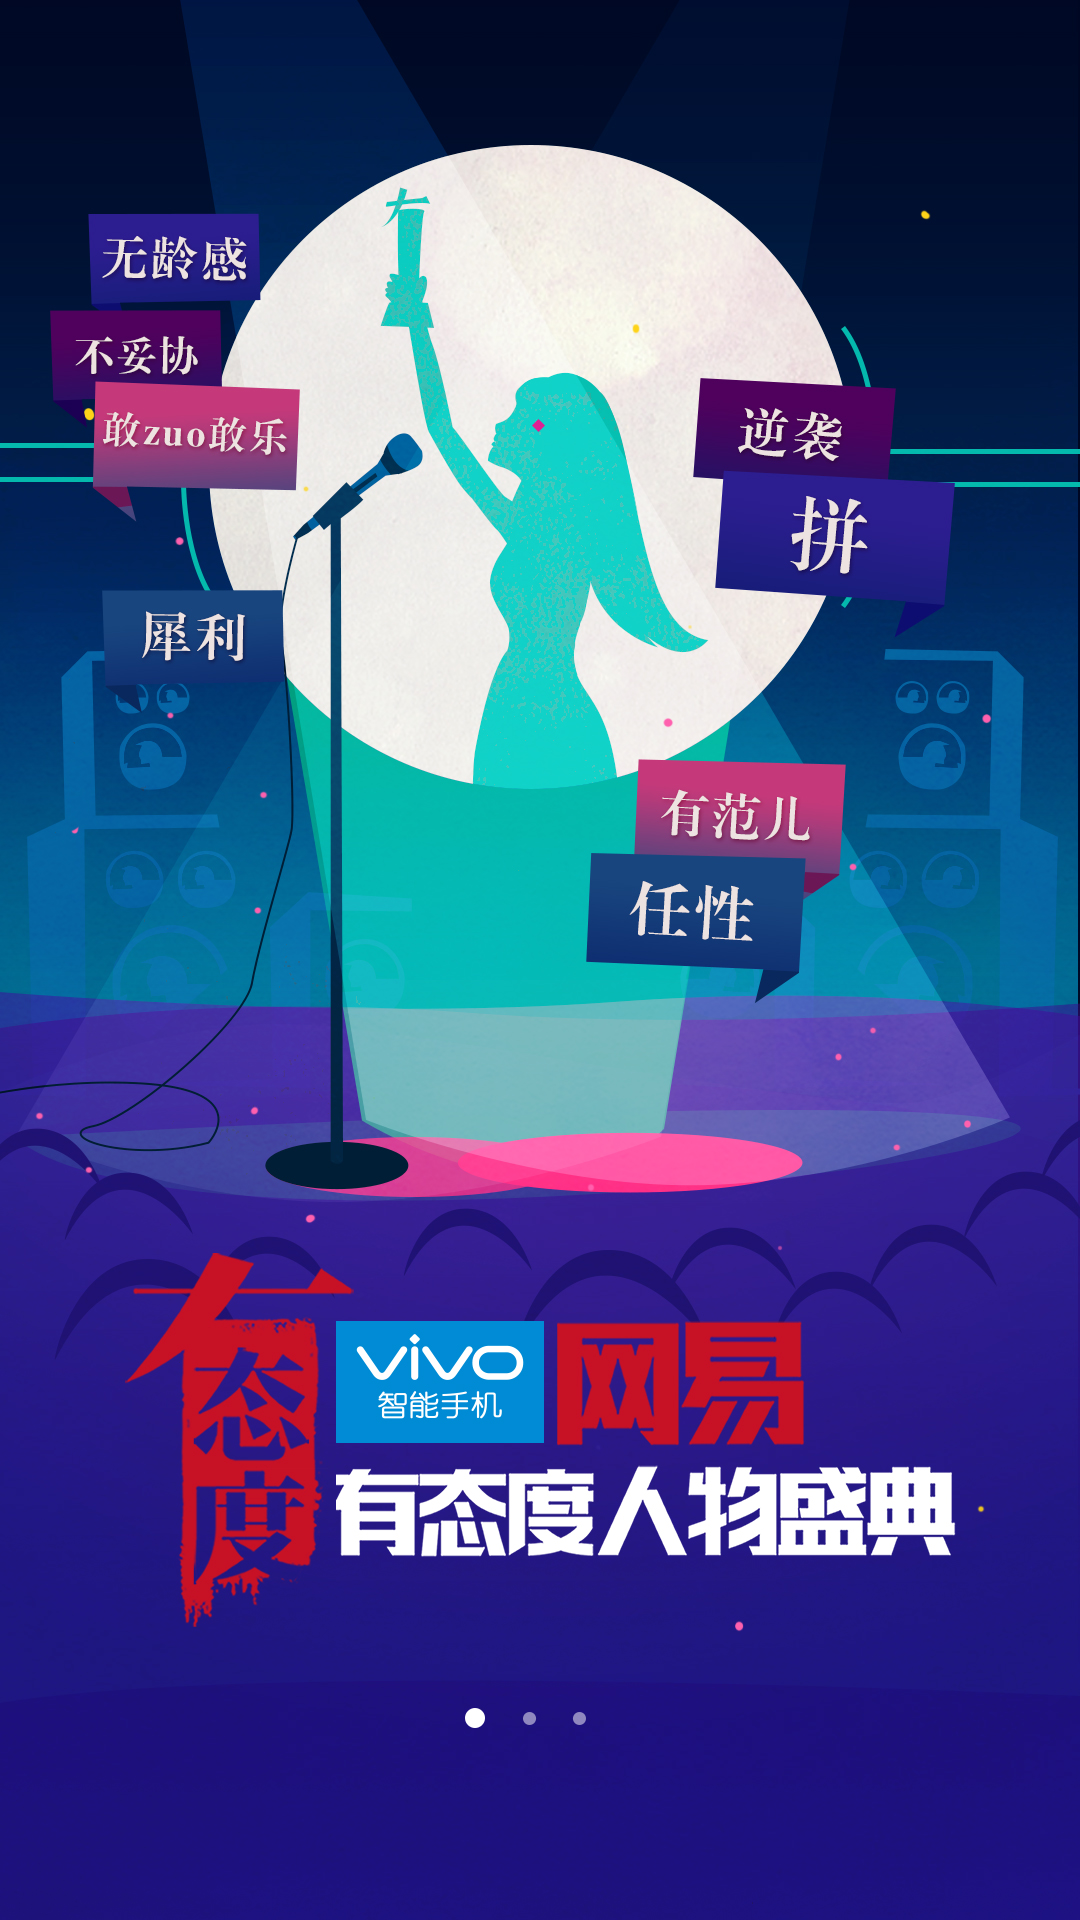 有
无龄感
不妥协
敢zuo敢乐
逆袭
拼
犀利
有范儿
任性
有态度
vivo
智能手机
网易
有态度人物盛典